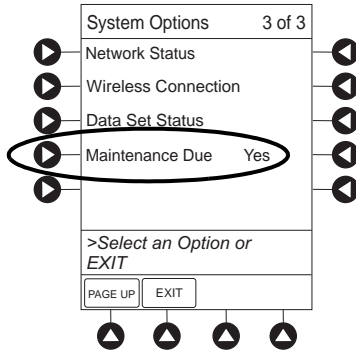 System Options 3 of 3
Network Status
Wireless Connection
Data Set Status
Maintenance Due Yes
>Select an Option or
EXIT
PAGE UP EXIT